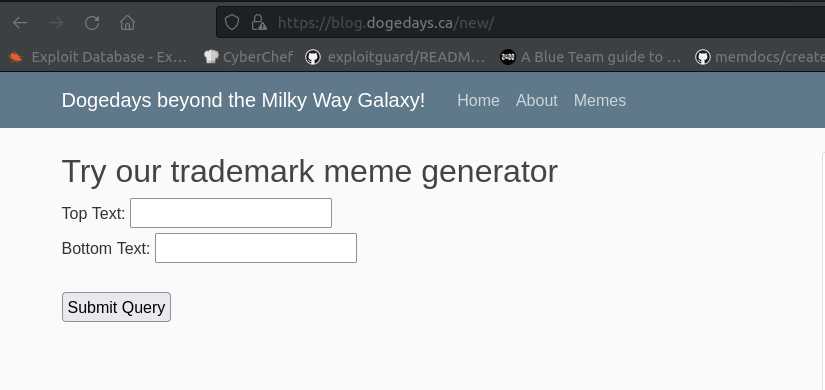 https://blog.dogedays.ca/new/
Exploit Database - Ex... CyberChef exploitguard/READM... A Blue Team guide to ... memdocs/create
Dogedays beyond the Milky Way Galaxy! Home About Memes
Try our trademark meme generator
Top Text:
Bottom Text:
Submit Query